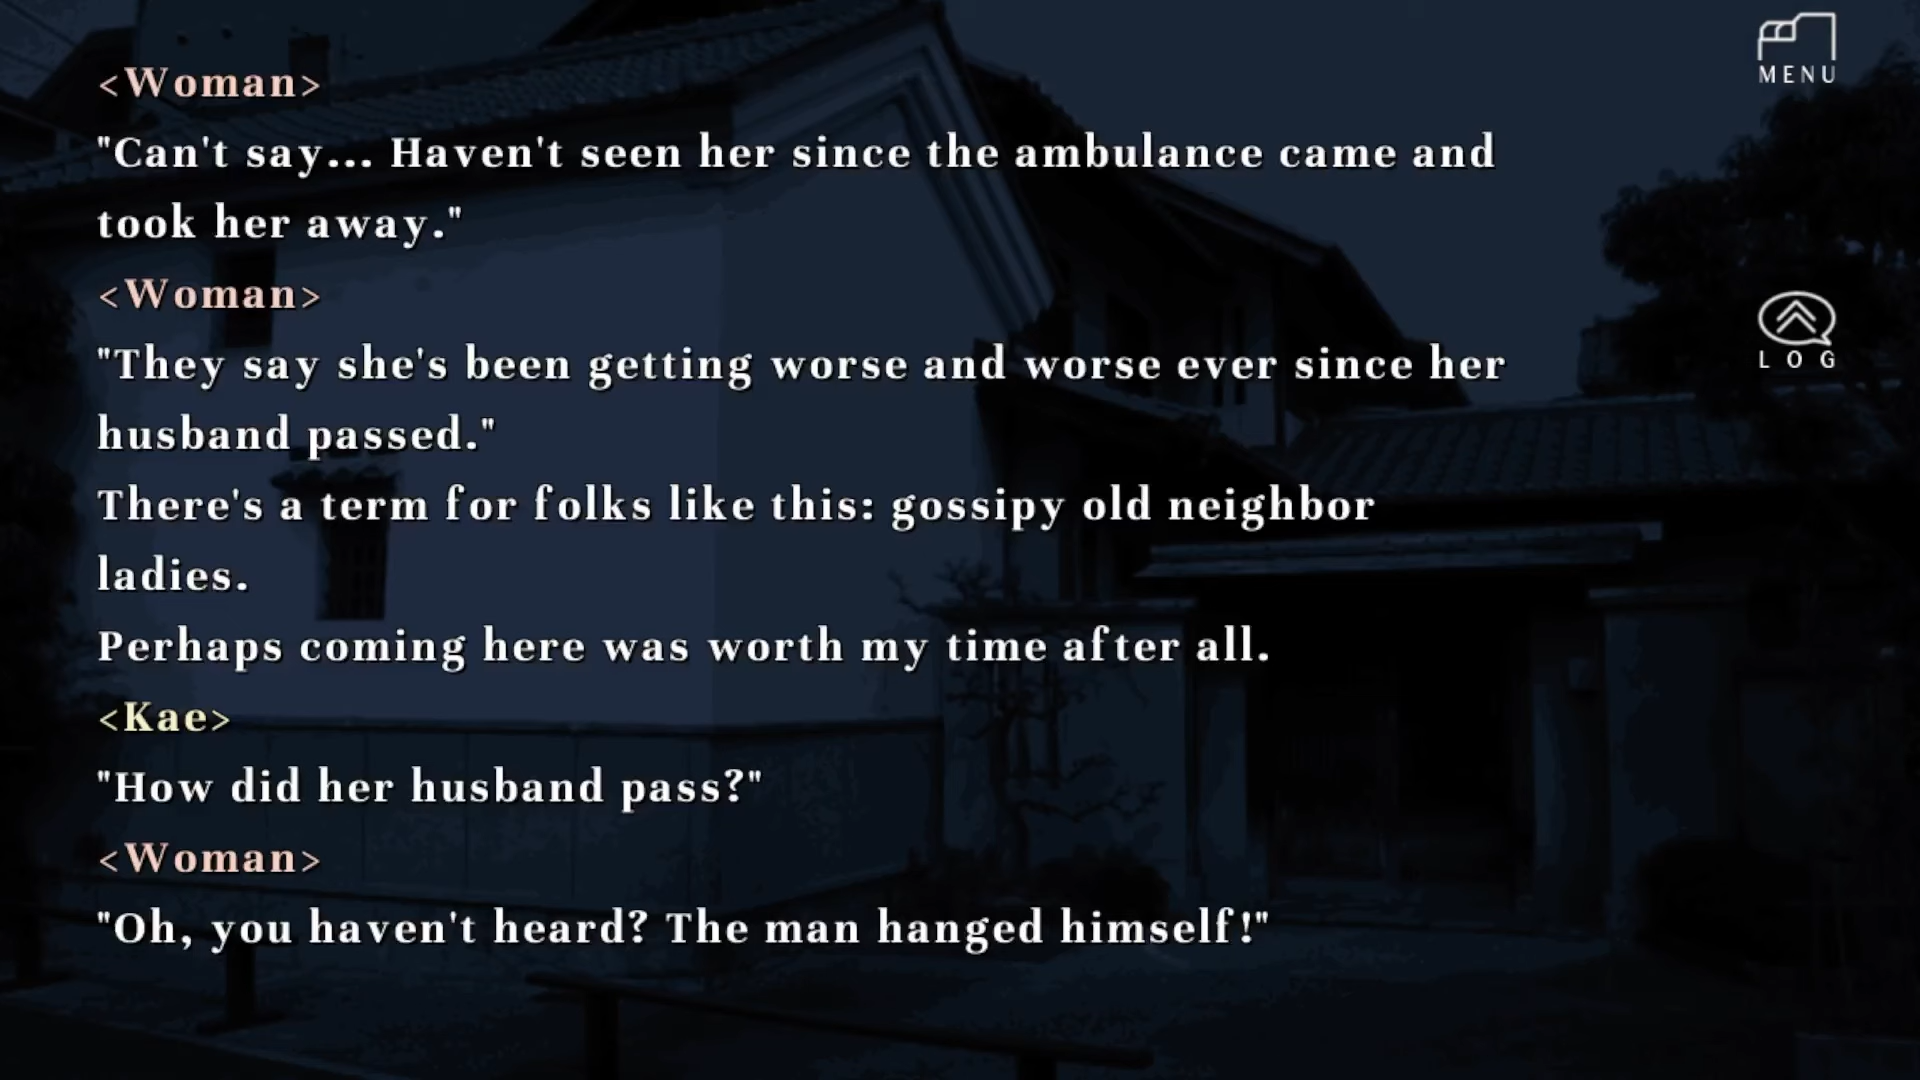 <Woman>
"Can't say... Haven't seen her since the ambulance came and
took her away."
<Woman>
"They say she's been getting worse and worse ever since her
husband passed."
There's a term for folks like this: gossipy old neighbor
ladies.
Perhaps coming here was worth my time after all.
<Kae>
"How did her husband pass?"
<Woman>
"Oh, you haven't heard? The man hanged himself!"
MENU
LOG